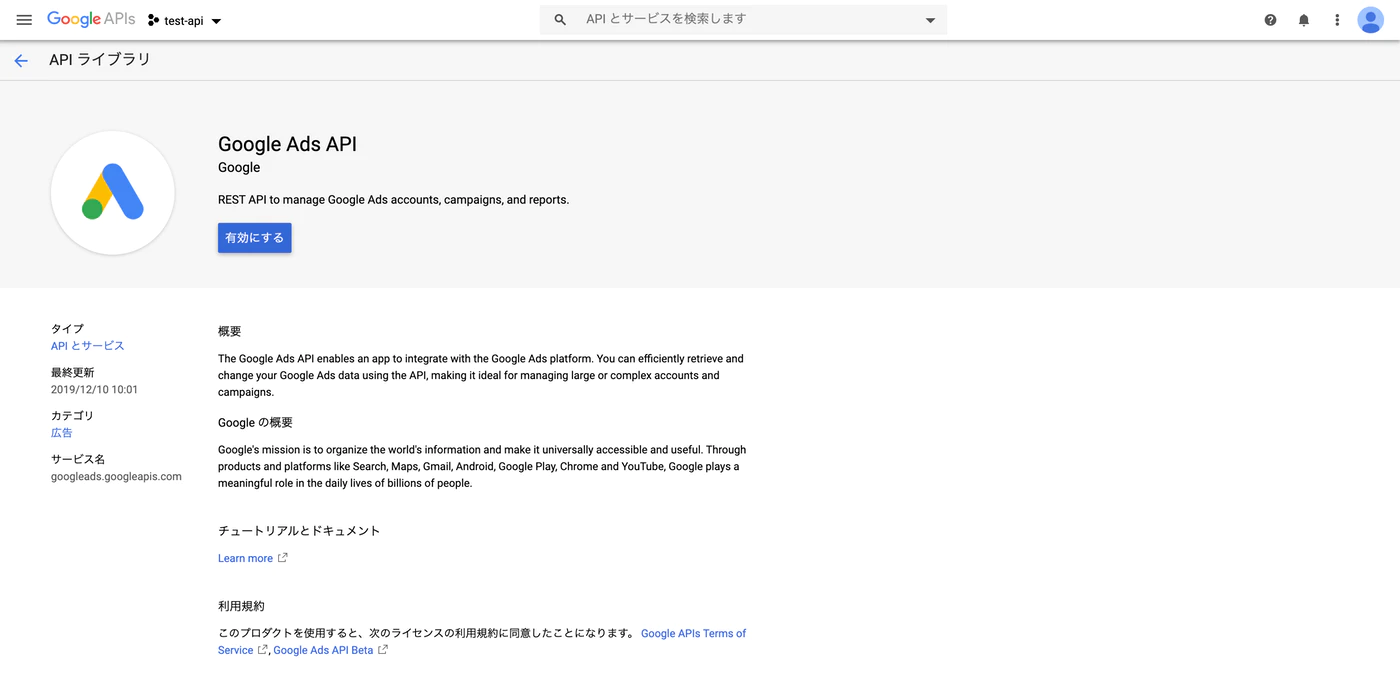 Google APIs test-api API とサービスを検索します
API ライブラリ
Google Ads API
Google
REST API to manage Google Ads accounts, campaigns, and reports.
有効にする
タイプ
API とサービス
最終更新
2019/12/10 10:01
カテゴリ
広告
サービス名
googleads.googleapis.com
概要
The Google Ads API enables an app to integrate with the Google Ads platform. You can efficiently retrieve and
change your Google Ads data using the API, making it ideal for managing large or complex accounts and
campaigns.
Google の概要
Google's mission is to organize the world's information and make it universally accessible and useful. Through
products and platforms like Search, Maps, Gmail, Android, Google Play, Chrome and YouTube, Google plays a
meaningful role in the daily lives of billions of people.
チュートリアルとドキュメント
Learn more
利用規約
このプロダクトを使用すると、次のライセンスの利用規約に同意したことになります。 Google APIs Terms of
Service , Google Ads API Beta